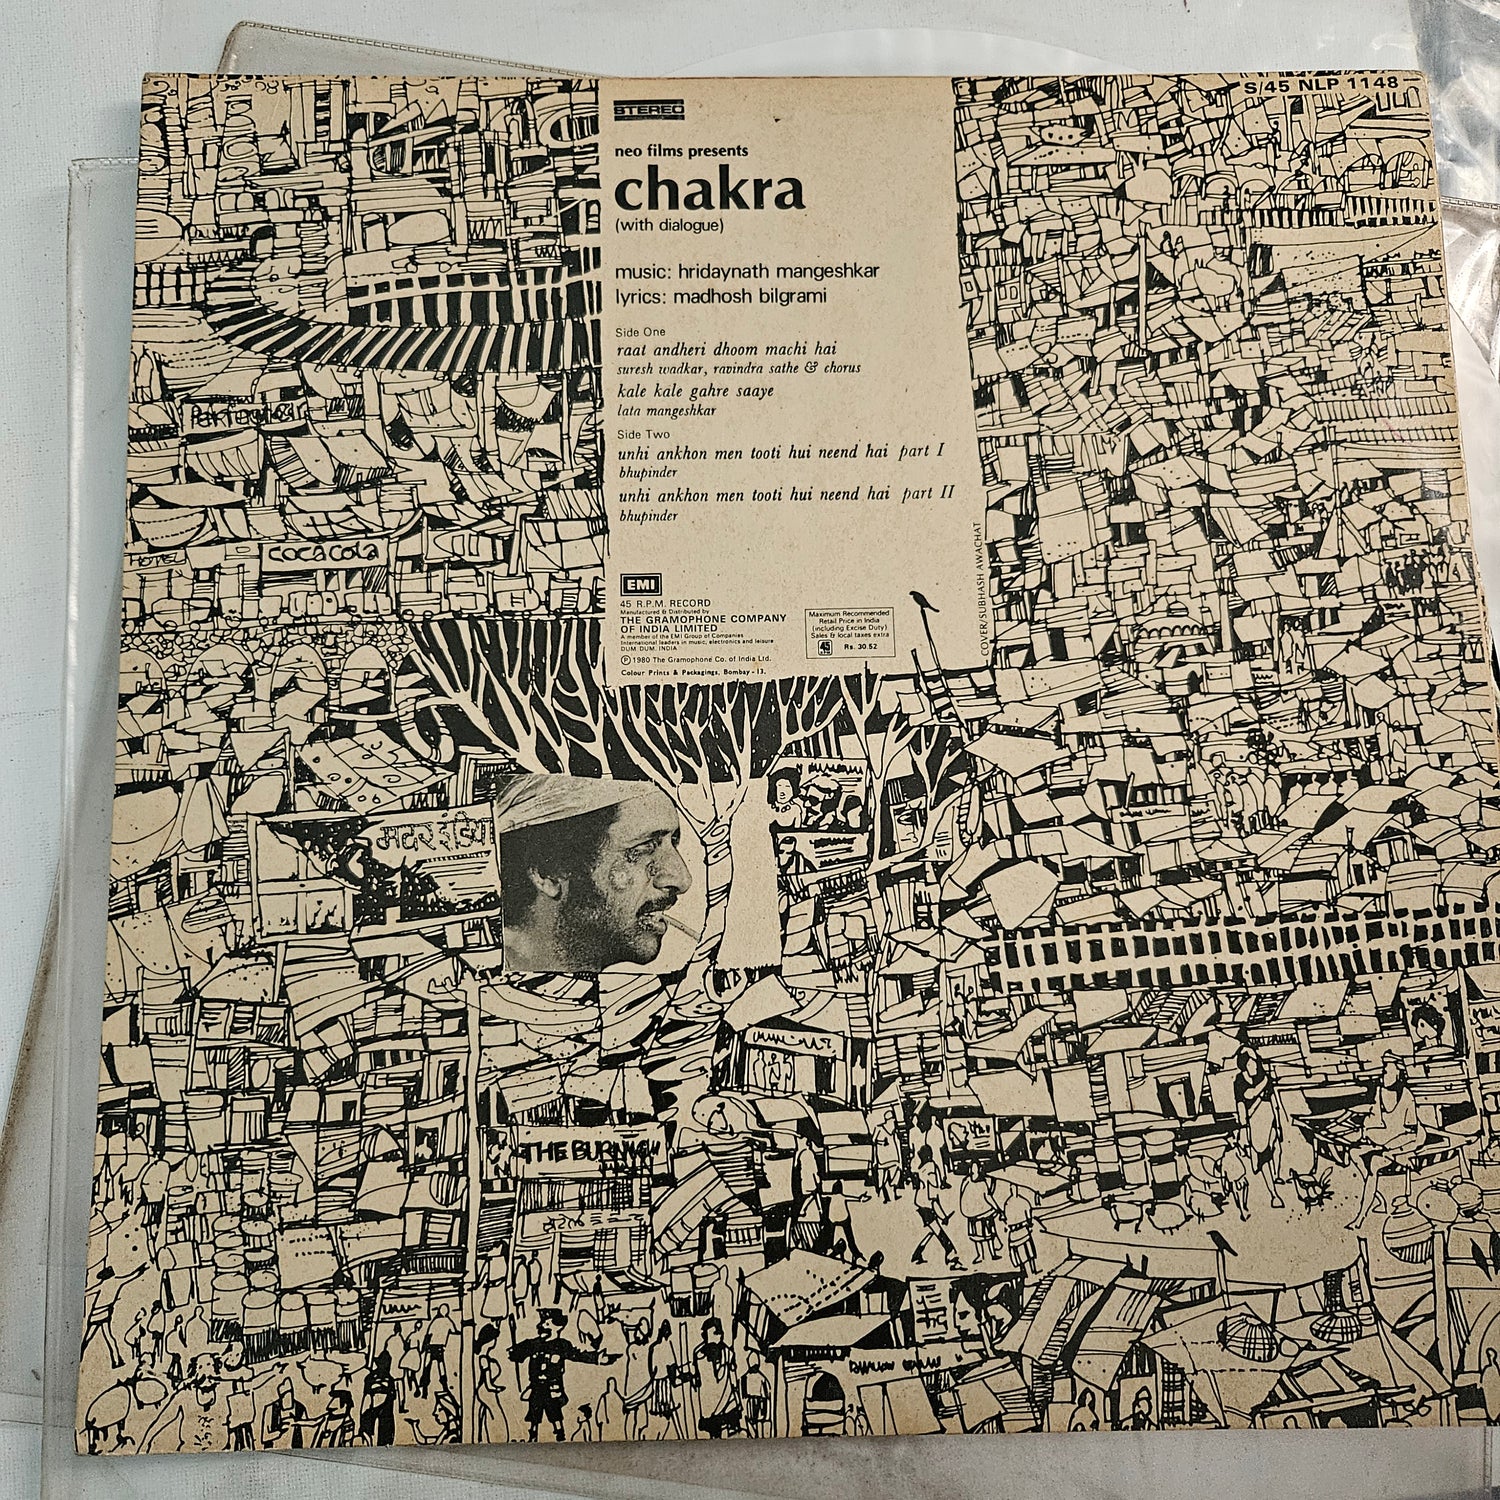 S/45 NLP 1148
STEREO
neo films presents
chakra
(with dialogue)
music: hridaynath mangeshkar
lyrics: madhosh bilgrami
Side One
raat andheri dhoom machi hai
suresh wadkar, ravindra sathe & chorus
kale kale gahre saaye
lata mangeshkar
Side Two
unhi ankhon men tooti hui neend hai part I
bhupinder
unhi ankhon men tooti hui neend hai part II
bhupinder
COVER/SUBHASH AWACHAT
EMI
45 R.P.M. RECORD
Manufactured & Distributed by
THE GRAMOPHONE COMPANY
OF INDIA LIMITED
A member of the EMI Group of Companies
International leaders in music, electronics and leisure
DUM DUM, INDIA
Ⓟ 1980 The Gramophone Co. of India Ltd.
Colour Prints & Packagings, Bombay - 13.
Maximum Recommended
Retail Price in India
(including Excise Duty)
Sales & local taxes extra
45
Rs. 30.52
HOTEL
cocacola
मदर इंडिया
THE BURNING